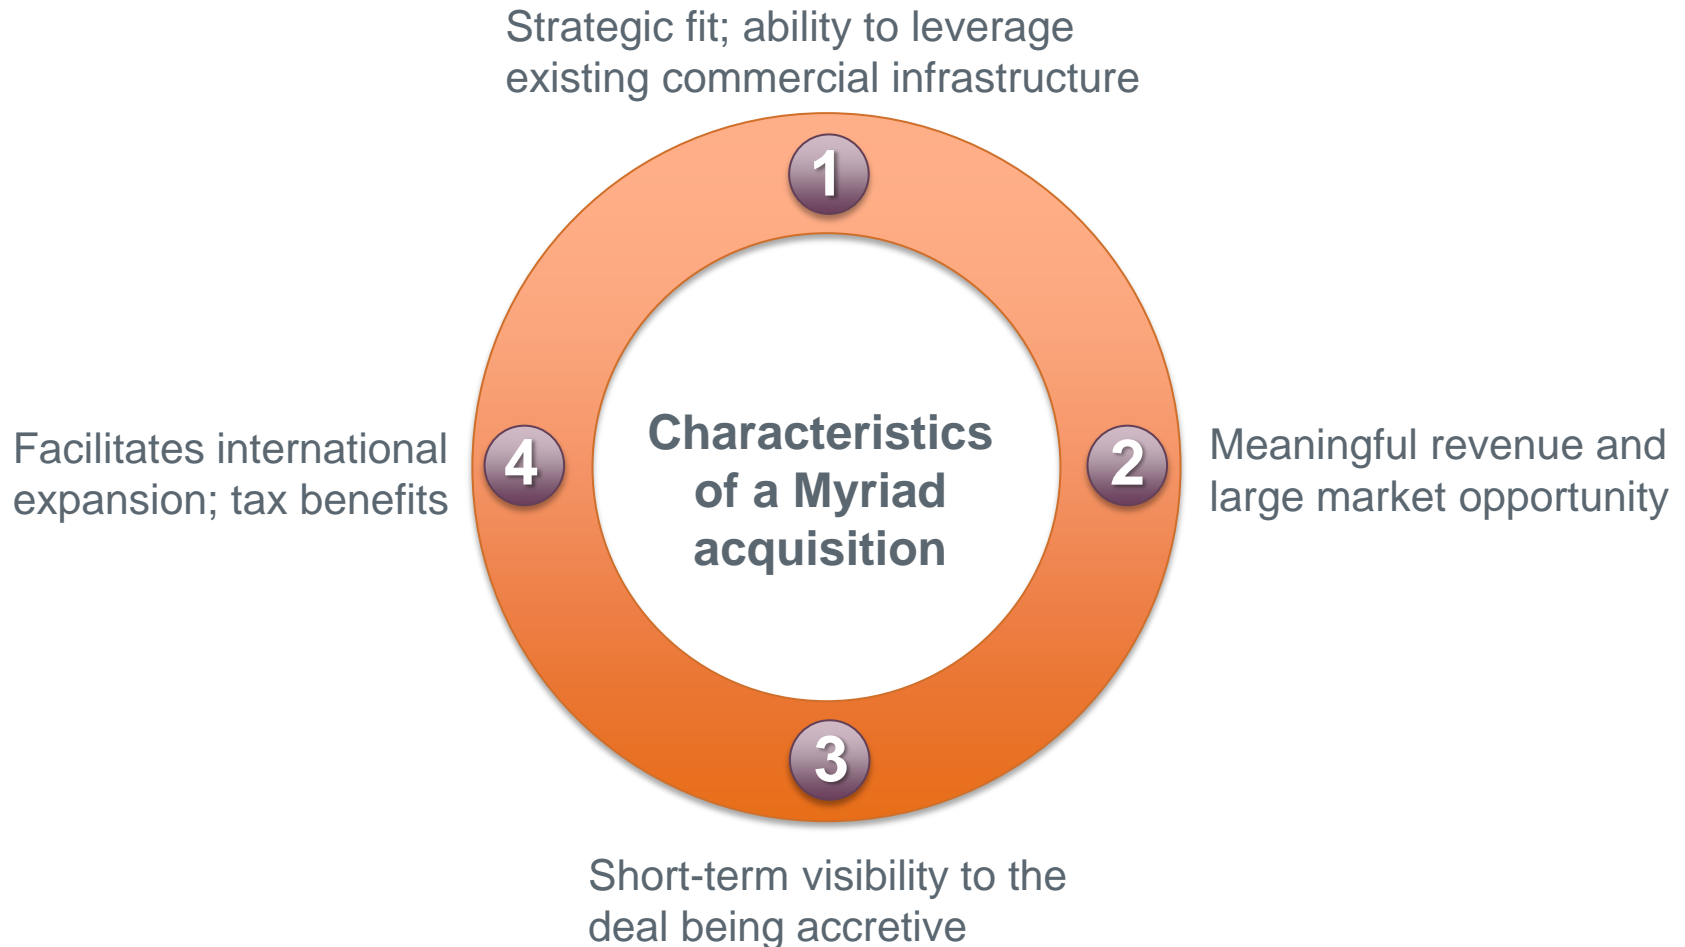 Strategic fit; ability to leverage
existing commercial infrastructure
1
Characteristics
of a Myriad
acquisition
2
Meaningful revenue and
large market opportunity
3
Short-term visibility to the
deal being accretive
4
Facilitates international
expansion; tax benefits